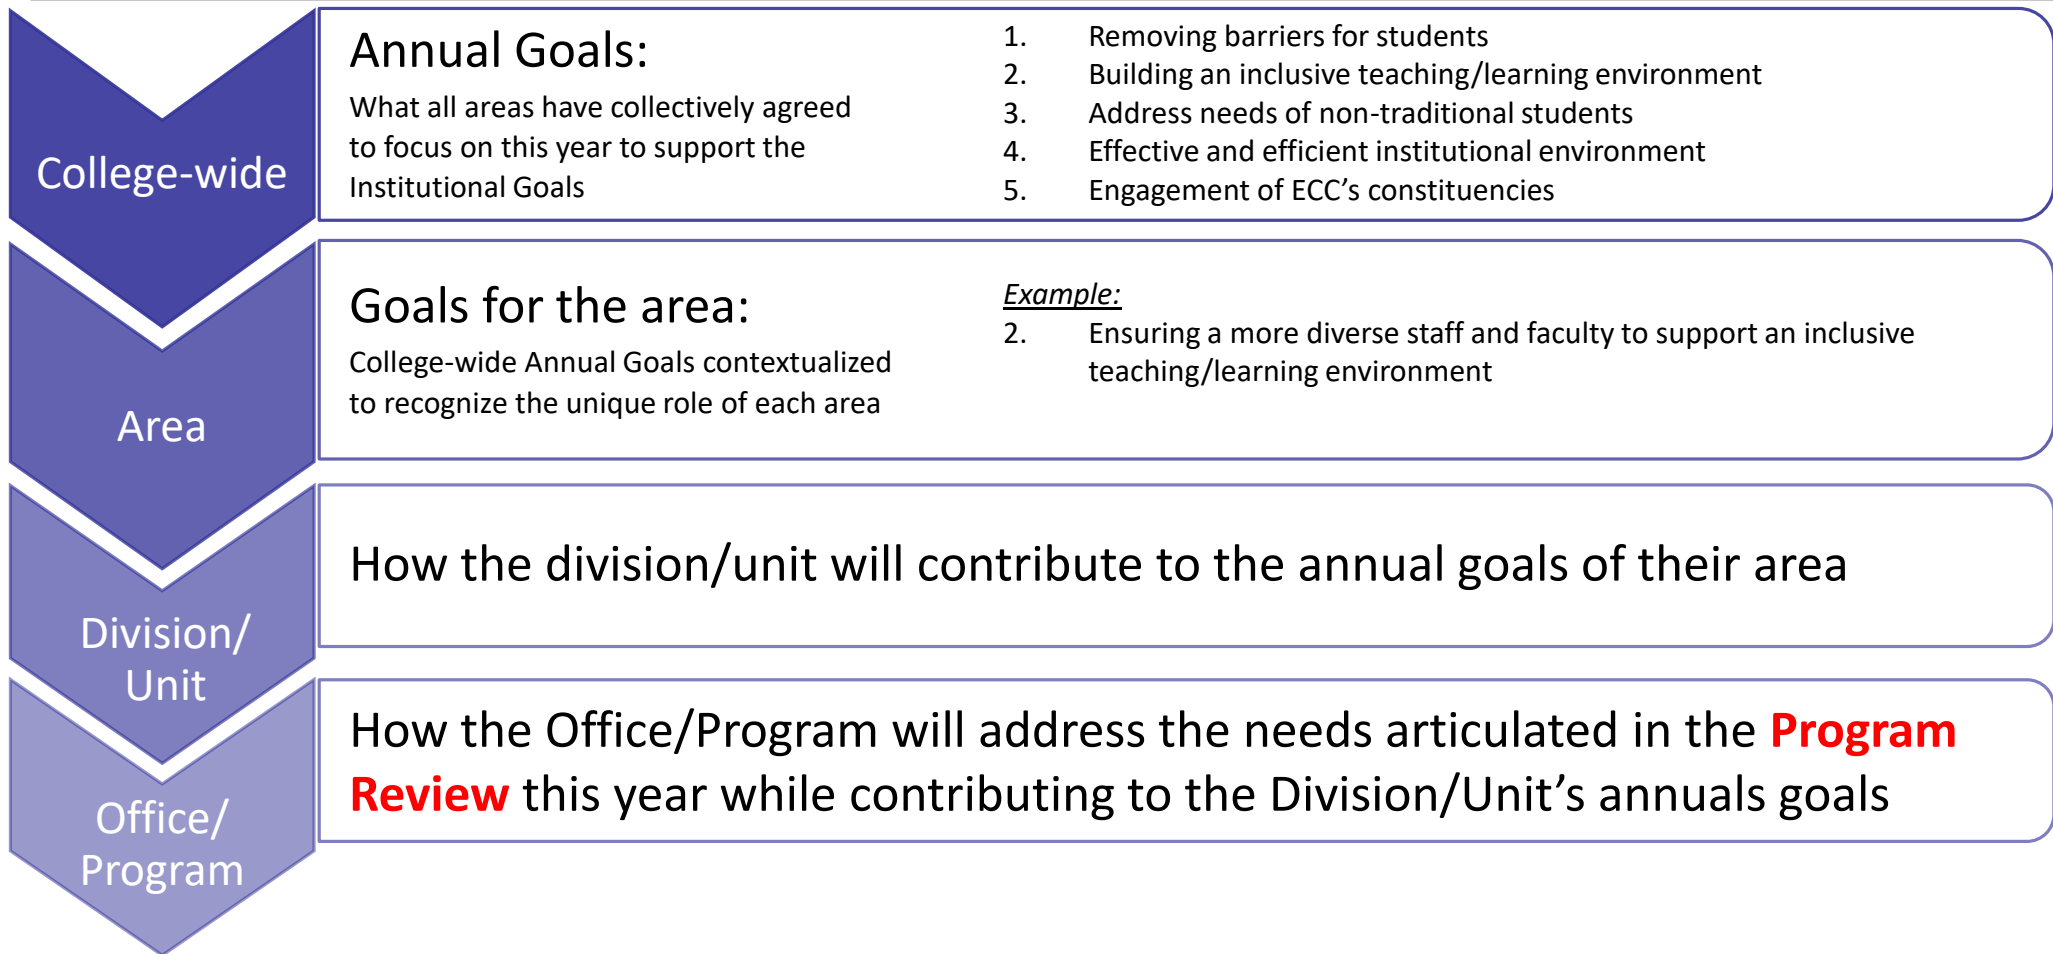 College-wide
Annual Goals:
What all areas have collectively agreed
to focus on this year to support the
Institutional Goals
1. Removing barriers for students
2. Building an inclusive teaching/learning environment
3. Address needs of non-traditional students
4. Effective and efficient institutional environment
5. Engagement of ECC’s constituencies
Area
Goals for the area:
College-wide Annual Goals contextualized
to recognize the unique role of each area
Example:
2. Ensuring a more diverse staff and faculty to support an inclusive
teaching/learning environment
Division/
Unit
How the division/unit will contribute to the annual goals of their area
Office/
Program
How the Office/Program will address the needs articulated in the Program
Review this year while contributing to the Division/Unit’s annuals goals